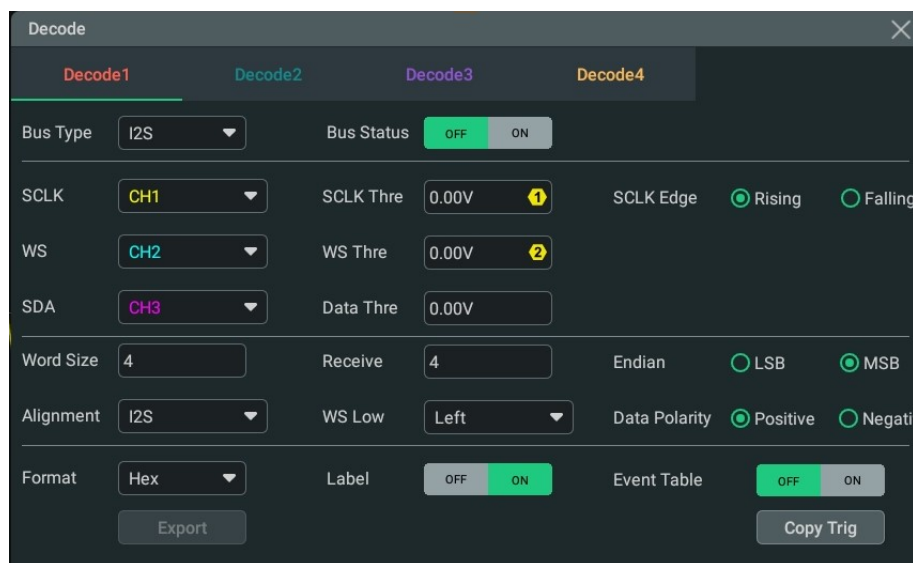 Decode
Decode1 Decode2 Decode3 Decode4
Bus Type I2S Bus Status OFF ON
SCLK CH1 SCLK Thre 0.00V 1 SCLK Edge Rising Falling
WS CH2 WS Thre 0.00V 2
SDA CH3 Data Thre 0.00V
Word Size 4 Receive 4 Endian LSB MSB
Alignment I2S WS Low Left Data Polarity Positive Negati
Format Hex Label OFF ON Event Table OFF ON
Export Copy Trig